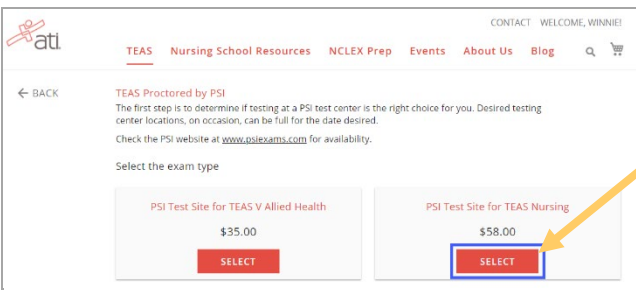 CONTACT WELCOME, WINNIE!
ati
TEAS Nursing School Resources NCLEX Prep Events About Us Blog
← BACK
TEAS Proctored by PSI
The first step is to determine if testing at a PSI test center is the right choice for you. Desired testing
center locations, on occasion, can be full for the date desired.
Check the PSI website at www.psiexams.com for availability.
Select the exam type
PSI Test Site for TEAS V Allied Health
$35.00
SELECT
PSI Test Site for TEAS Nursing
$58.00
SELECT